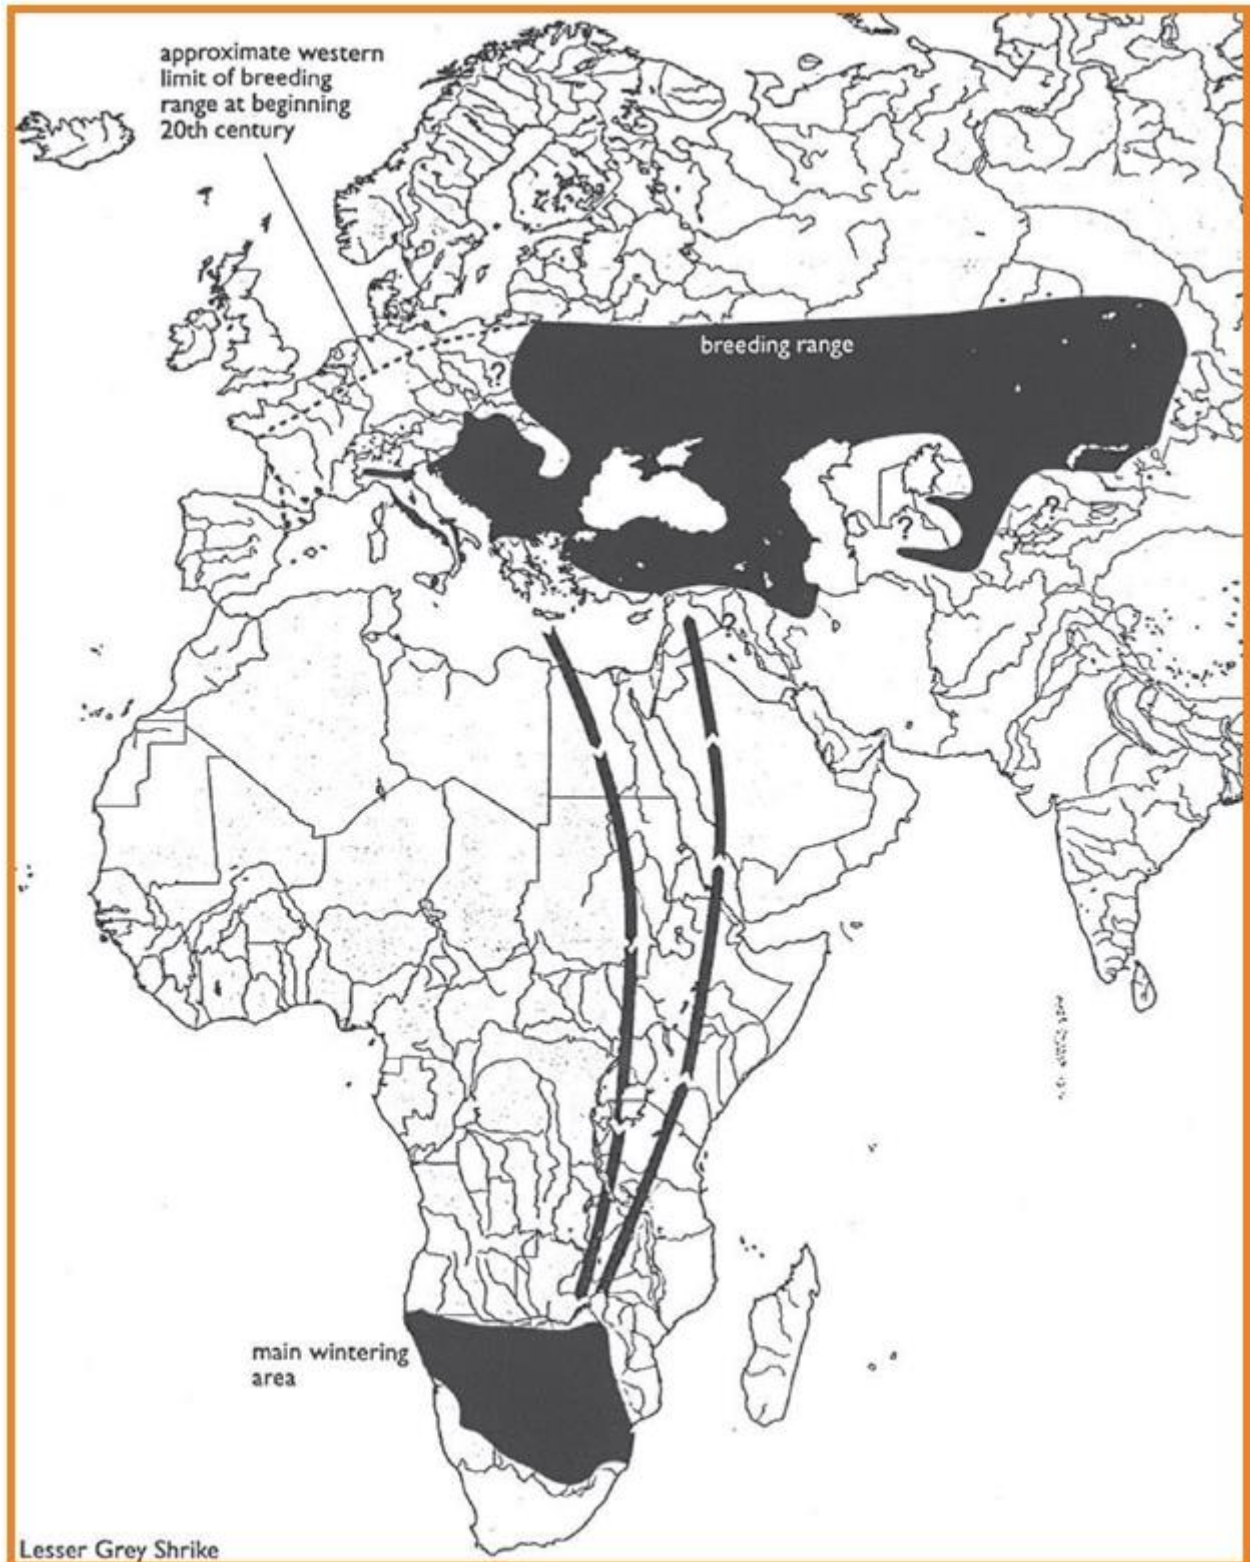 approximate western
limit of breeding
range at beginning
20th century
breeding range
?
?
?
?
main wintering
area
Lesser Grey Shrike